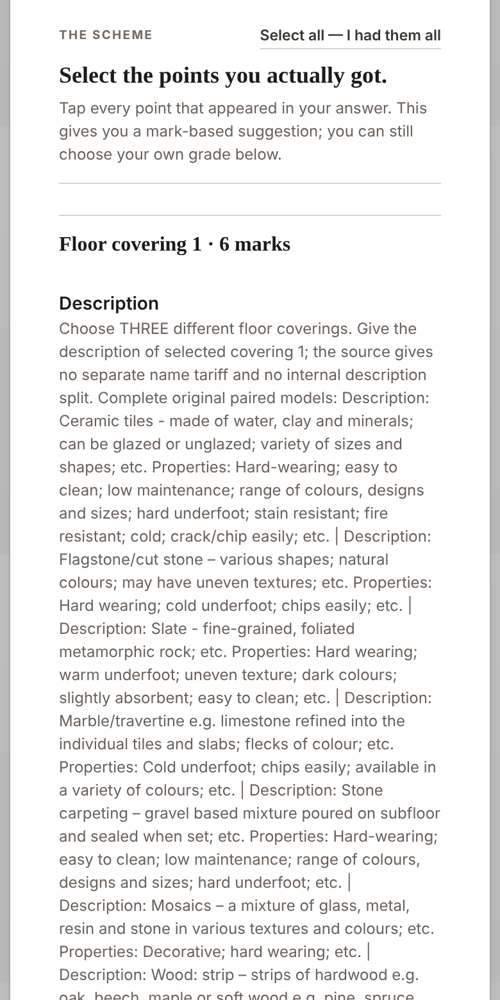 THE SCHEME
Select all — I had them all
Select the points you actually got.
Tap every point that appeared in your answer. This
gives you a mark-based suggestion; you can still
choose your own grade below.
Floor covering 1 · 6 marks
Description
Choose THREE different floor coverings. Give the
description of selected covering 1; the source gives
no separate name tariff and no internal description
split. Complete original paired models: Description:
Ceramic tiles - made of water, clay and minerals;
can be glazed or unglazed; variety of sizes and
shapes; etc. Properties: Hard-wearing; easy to
clean; low maintenance; range of colours, designs
and sizes; hard underfoot; stain resistant; fire
resistant; cold; crack/chip easily; etc. | Description:
Flagstone/cut stone – various shapes; natural
colours; may have uneven textures; etc. Properties:
Hard wearing; cold underfoot; chips easily; etc. |
Description: Slate - fine-grained, foliated
metamorphic rock; etc. Properties: Hard wearing;
warm underfoot; uneven texture; dark colours;
slightly absorbent; easy to clean; etc. | Description:
Marble/travertine e.g. limestone refined into the
individual tiles and slabs; flecks of colour; etc.
Properties: Cold underfoot; chips easily; available in
a variety of colours; etc. | Description: Stone
carpeting – gravel based mixture poured on subfloor
and sealed when set; etc. Properties: Hard-wearing;
easy to clean; low maintenance; range of colours,
designs and sizes; hard underfoot; etc. |
Description: Mosaics – a mixture of glass, metal,
resin and stone in various textures and colours; etc.
Properties: Decorative; hard wearing; etc. |
Description: Wood: strip – strips of hardwood e.g.
oak, beech, maple or soft wood e.g. pine, spruce